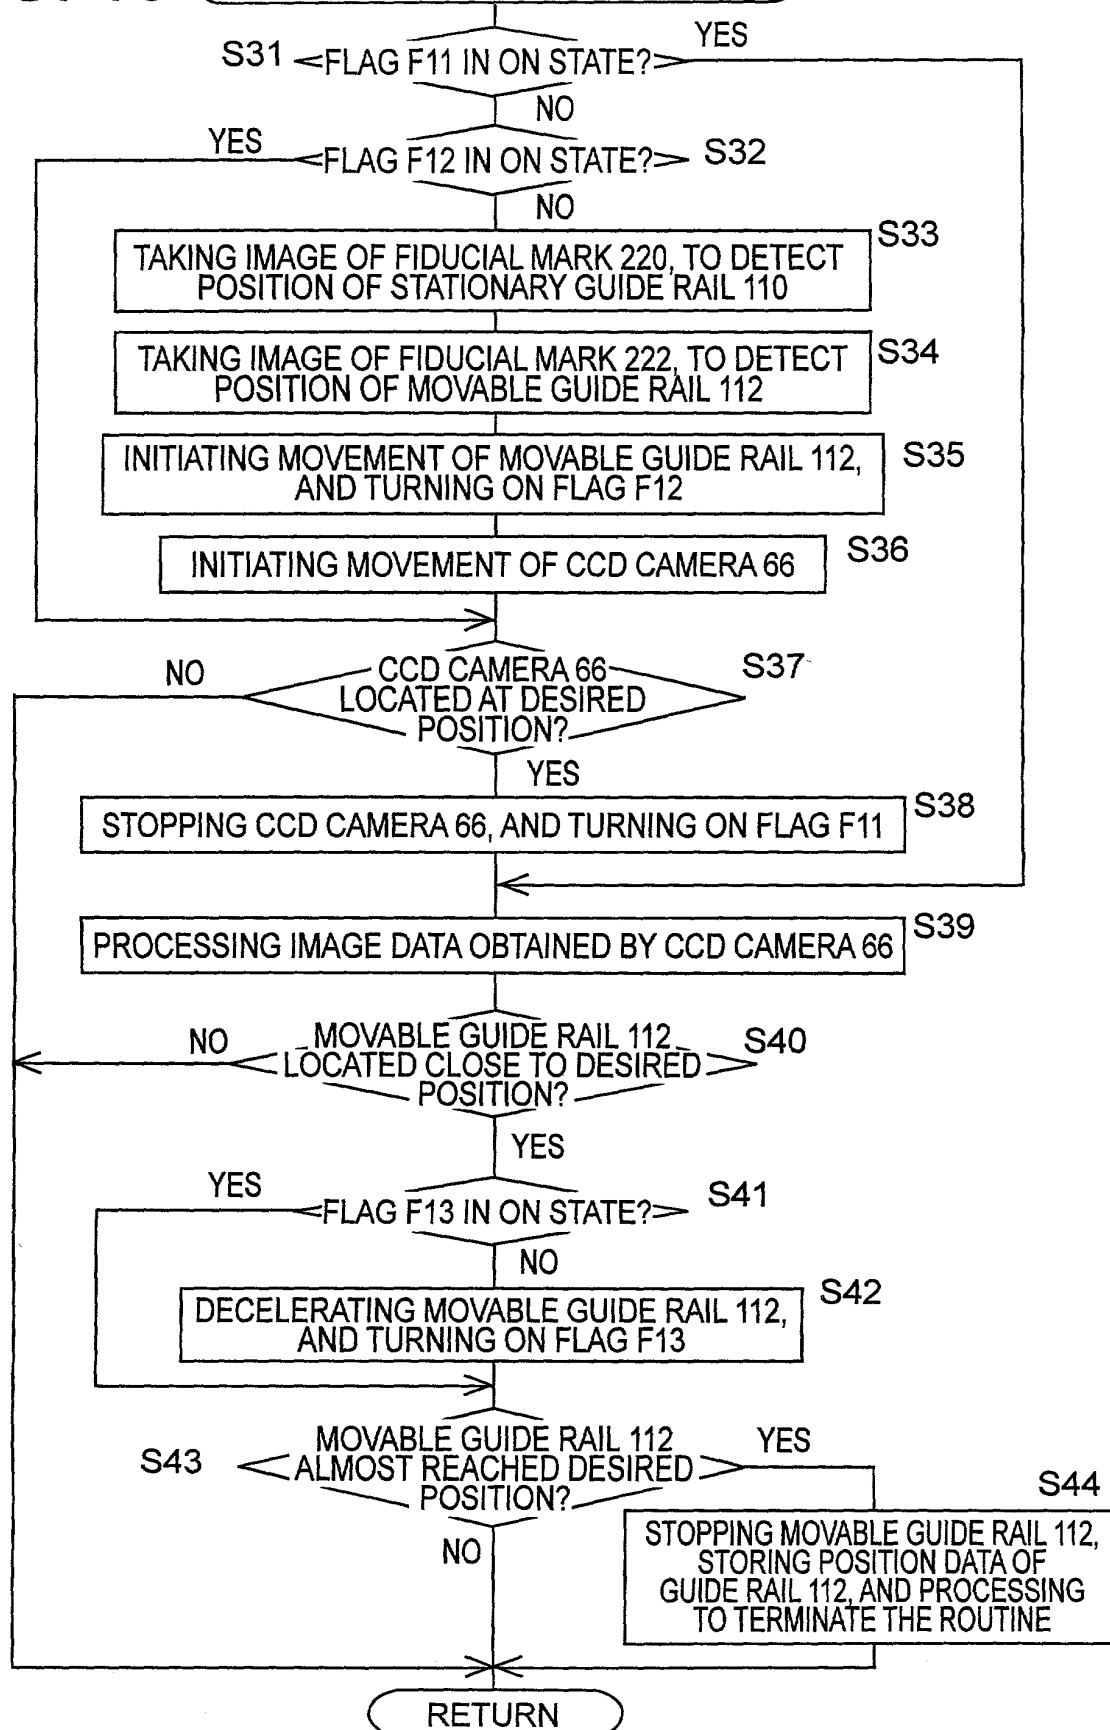 S31
FLAG F11 IN ON STATE?
YES
NO
YES
FLAG F12 IN ON STATE?
S32
NO
S33
TAKING IMAGE OF FIDUCIAL MARK 220, TO DETECT
POSITION OF STATIONARY GUIDE RAIL 110
S34
TAKING IMAGE OF FIDUCIAL MARK 222, TO DETECT
POSITION OF MOVABLE GUIDE RAIL 112
S35
INITIATING MOVEMENT OF MOVABLE GUIDE RAIL 112,
AND TURNING ON FLAG F12
S36
INITIATING MOVEMENT OF CCD CAMERA 66
NO
CCD CAMERA 66
LOCATED AT DESIRED
POSITION?
S37
YES
S38
STOPPING CCD CAMERA 66, AND TURNING ON FLAG F11
S39
PROCESSING IMAGE DATA OBTAINED BY CCD CAMERA 66
NO
MOVABLE GUIDE RAIL 112
LOCATED CLOSE TO DESIRED
POSITION?
S40
YES
YES
FLAG F13 IN ON STATE?
S41
NO
S42
DECELERATING MOVABLE GUIDE RAIL 112,
AND TURNING ON FLAG F13
S43
MOVABLE GUIDE RAIL 112
ALMOST REACHED DESIRED
POSITION?
YES
NO
S44
STOPPING MOVABLE GUIDE RAIL 112,
STORING POSITION DATA OF
GUIDE RAIL 112, AND PROCESSING
TO TERMINATE THE ROUTINE
RETURN